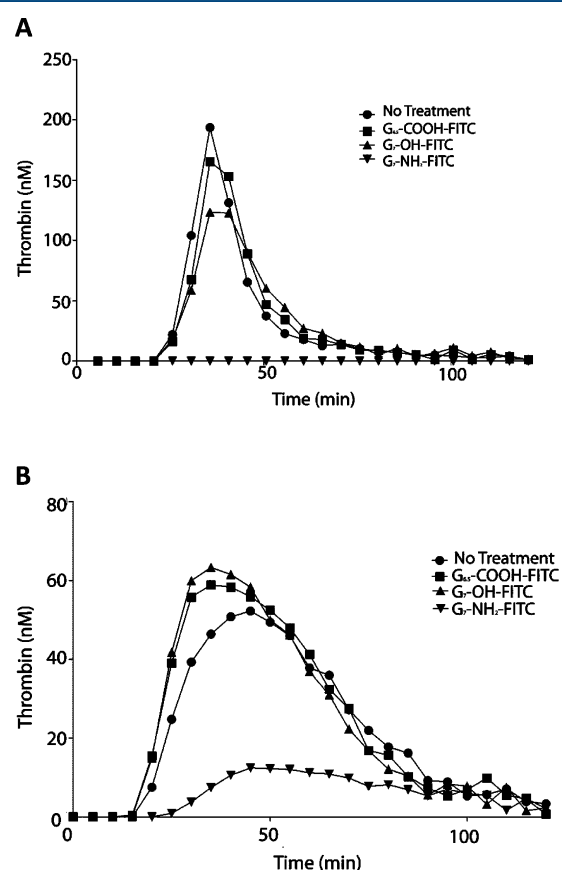 A
250
200
150
100
50
0
0
50
100
Thrombin (nM)
Time (min)
No Treatment
G₆.₅-COOH-FITC
G₇-OH-FITC
G₇-NH₂-FITC
B
80
60
40
20
0
0
50
100
Thrombin (nM)
Time (min)
No Treatment
G₆.₅-COOH-FITC
G₇-OH-FITC
G₇-NH₂-FITC